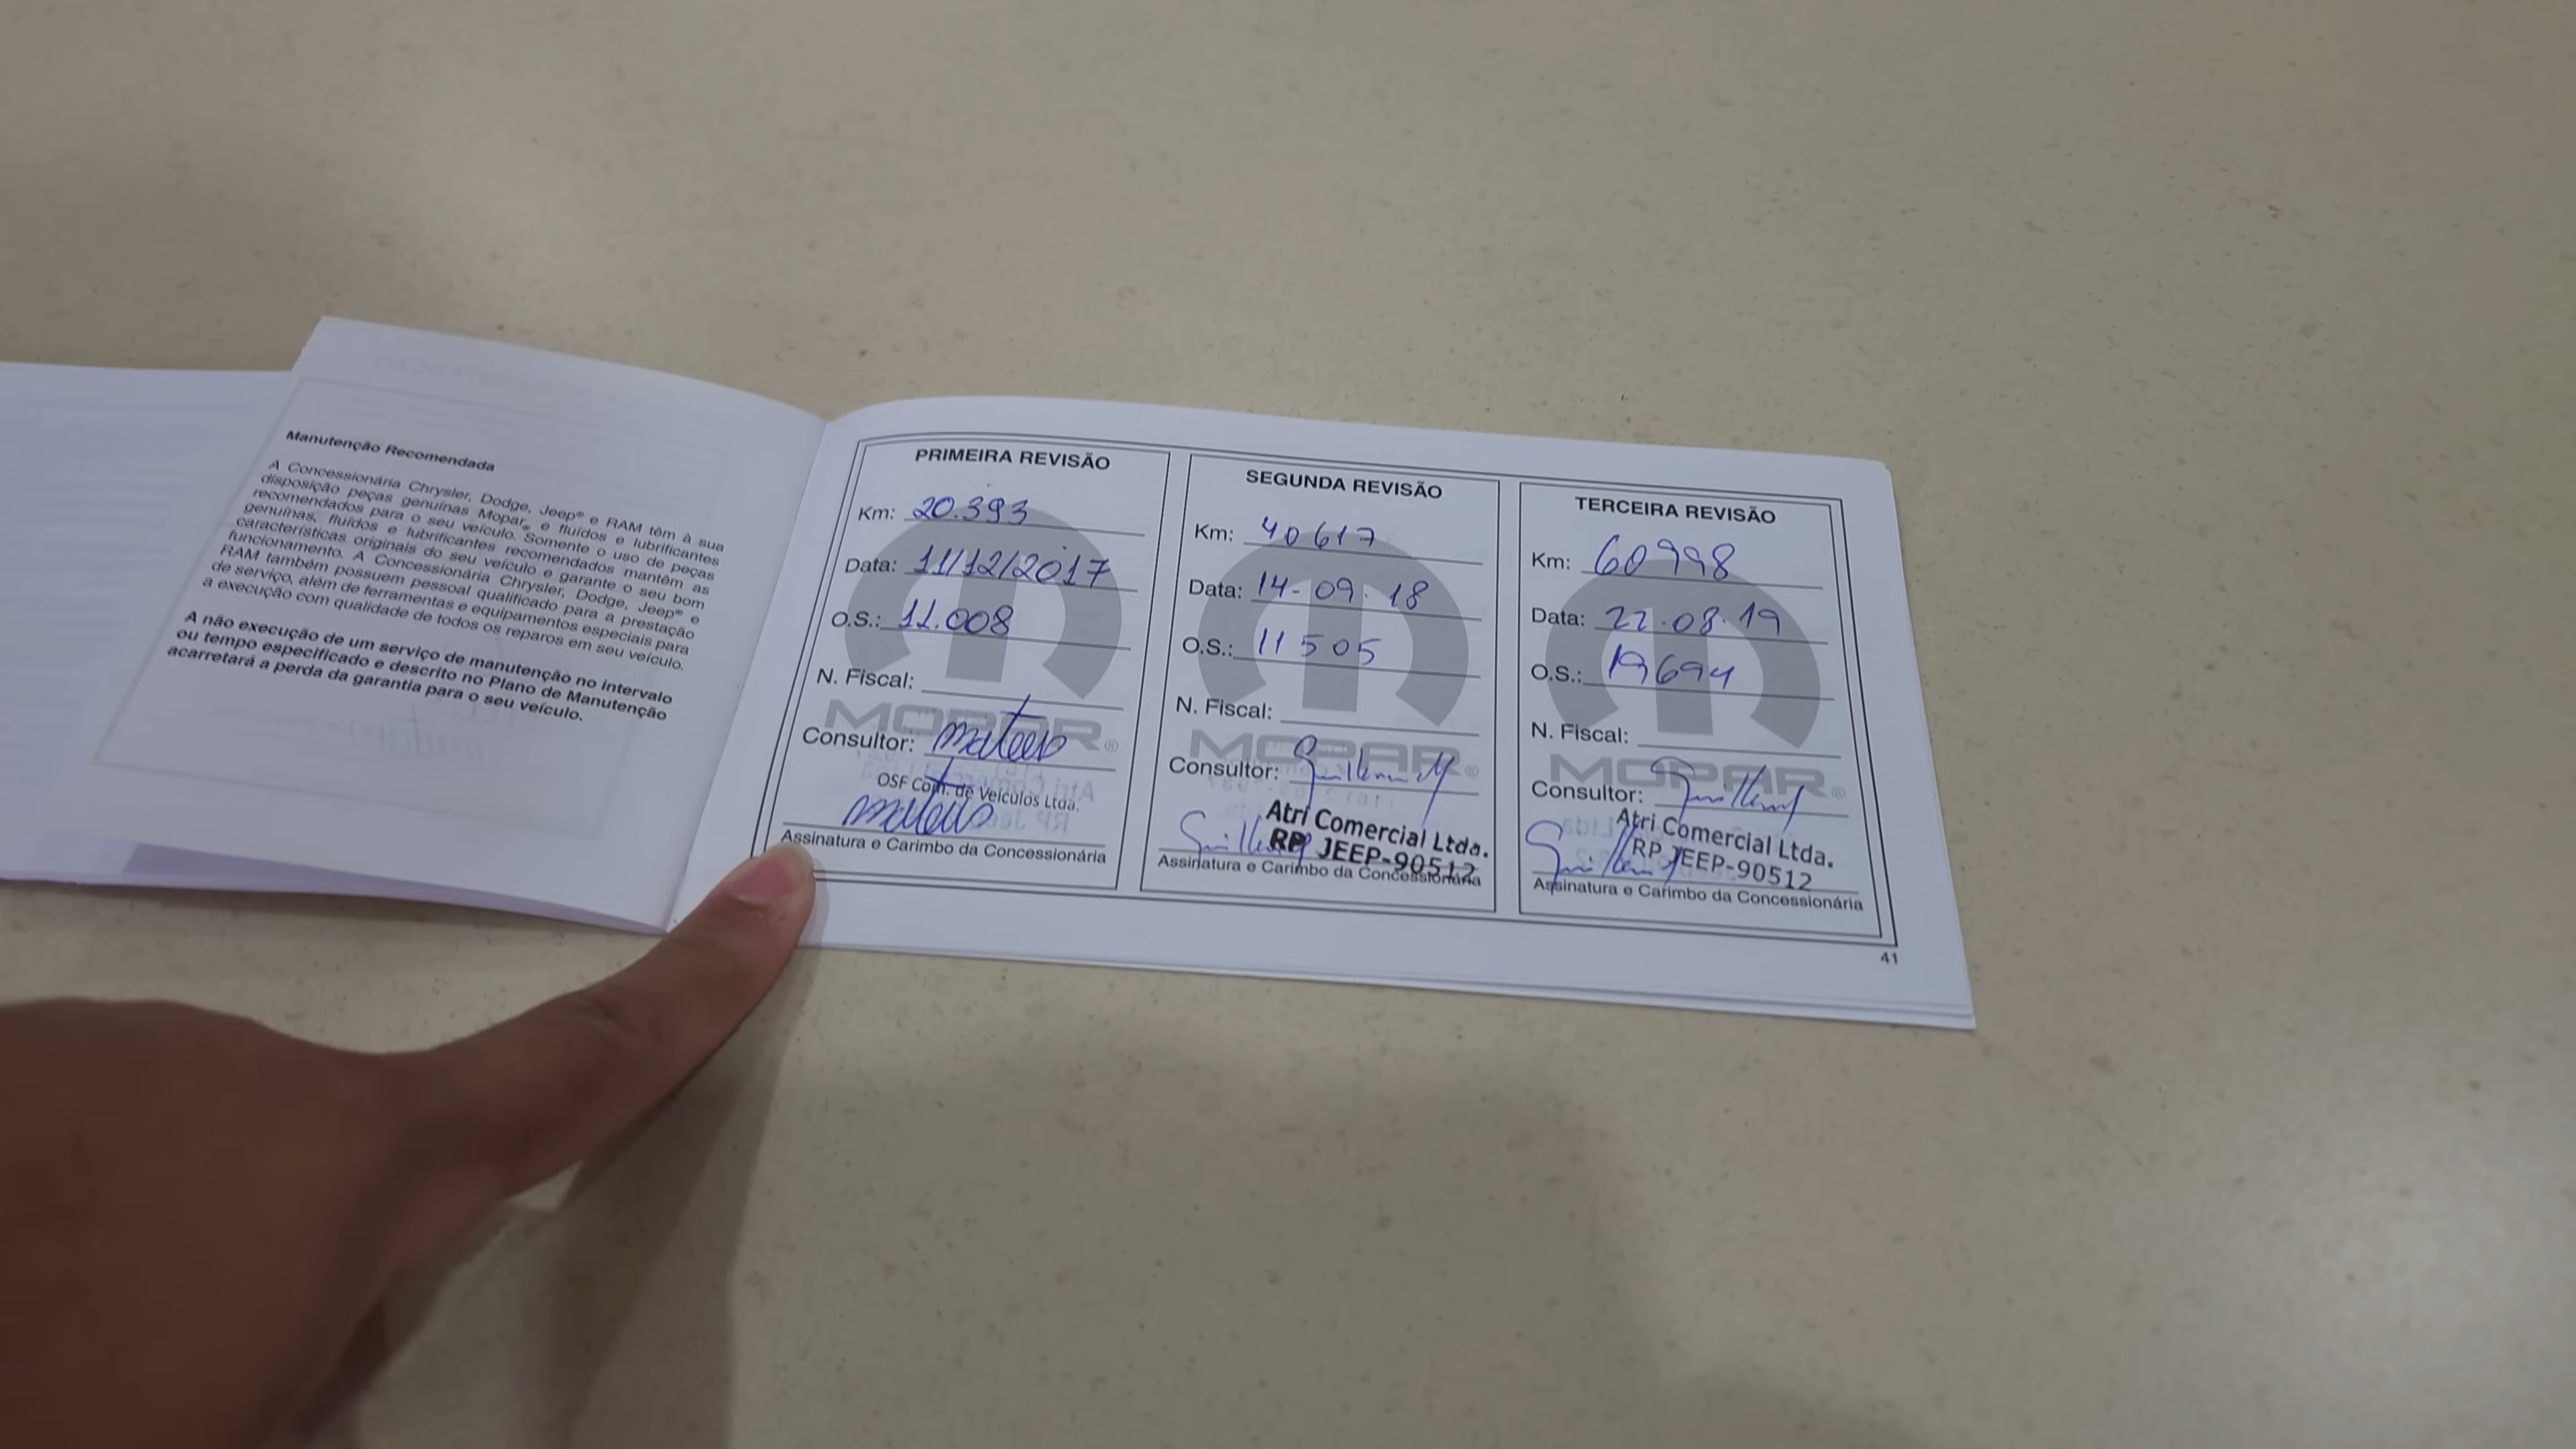 Manutenção Recomendada
A Concessionária Chrysler, Dodge, Jeep® e RAM têm à sua
disposição peças genuínas Mopar® e fluídos e lubrificantes
recomendados para o seu veículo. Somente o uso de peças
genuínas, fluídos e lubrificantes recomendados mantêm as
características originais do seu veículo e garante o seu bom
funcionamento. A Concessionária Chrysler, Dodge, Jeep® e
RAM também possuem pessoal qualificado para a prestação
de serviço, além de ferramentas e equipamentos especiais para
a execução com qualidade de todos os reparos em seu veículo.
A não execução de um serviço de manutenção no intervalo
ou tempo especificado e descrito no Plano de Manutenção
acarretará a perda da garantia para o seu veículo.
PRIMEIRA REVISÃO
Km: 20.393
Data: 11/12/2017
O.S.: 11.008
N. Fiscal:
MOPAR®
Consultor: Mateus
OSF Com. de Veículos Ltda.
Mateus
Assinatura e Carimbo da Concessionária
SEGUNDA REVISÃO
Km: 40617
Data: 14-09-18
O.S.: 11505
N. Fiscal:
MOPAR®
Consultor:
Atri Comercial Ltda.
RP JEEP-90512
Assinatura e Carimbo da Concessionária
TERCEIRA REVISÃO
Km: 60998
Data: 22.08.19
O.S.: 19694
N. Fiscal:
MOPAR®
Consultor:
Atri Comercial Ltda.
RP JEEP-90512
Assinatura e Carimbo da Concessionária
41